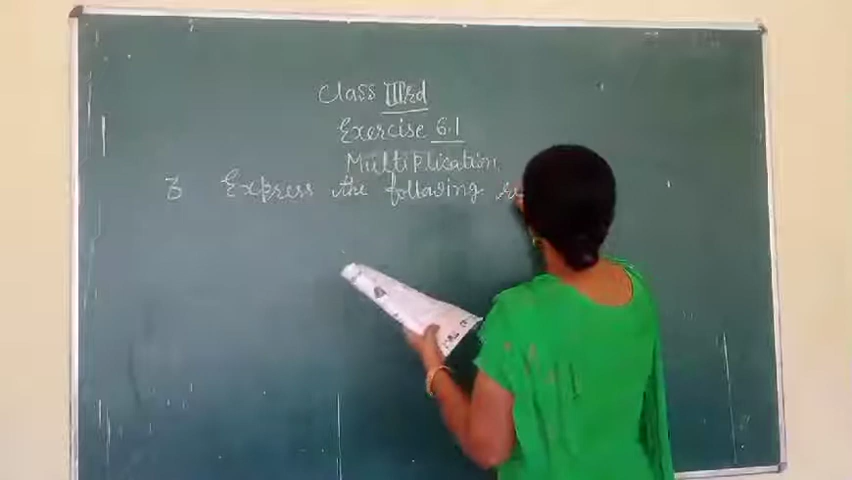 Class IIIrd
Exercise 6.1
Multiplication
3 Express the following